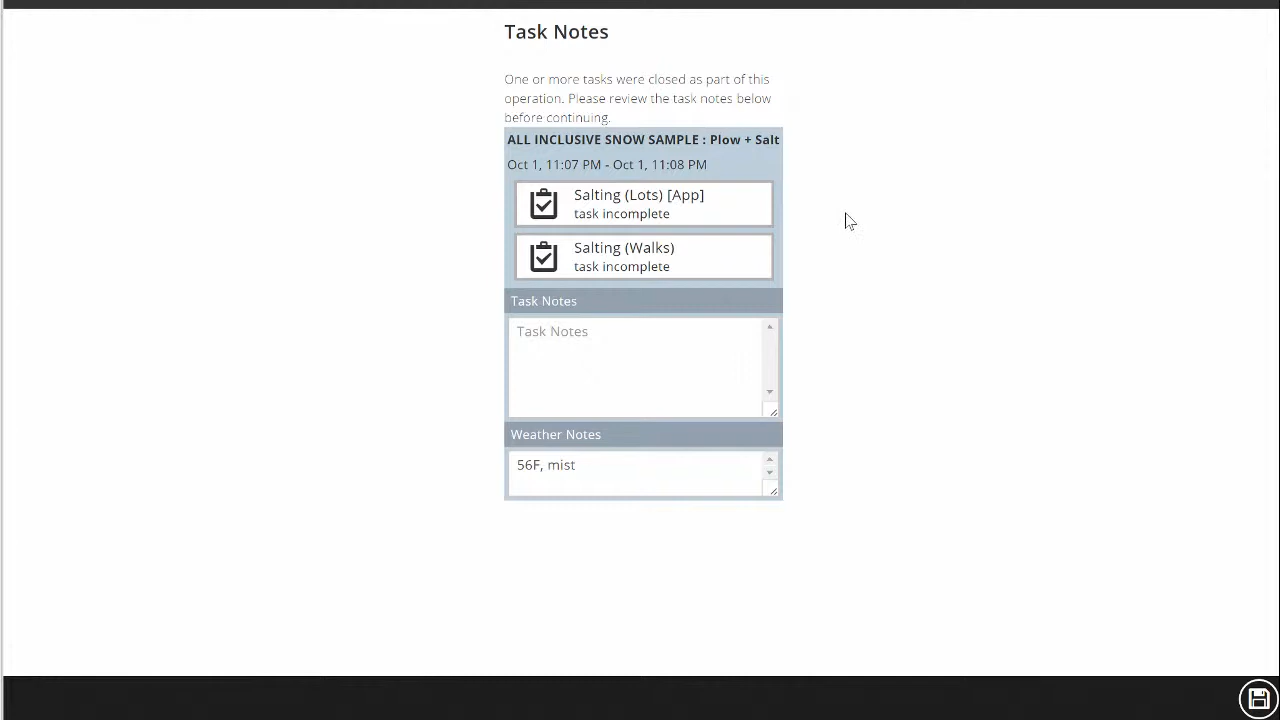 Task Notes
One or more tasks were closed as part of this
operation. Please review the task notes below
before continuing.
ALL INCLUSIVE SNOW SAMPLE : Plow + Salt
Oct 1, 11:07 PM - Oct 1, 11:08 PM
Salting (Lots) [App]
task incomplete
Salting (Walks)
task incomplete
Task Notes
Task Notes
Weather Notes
56F, mist